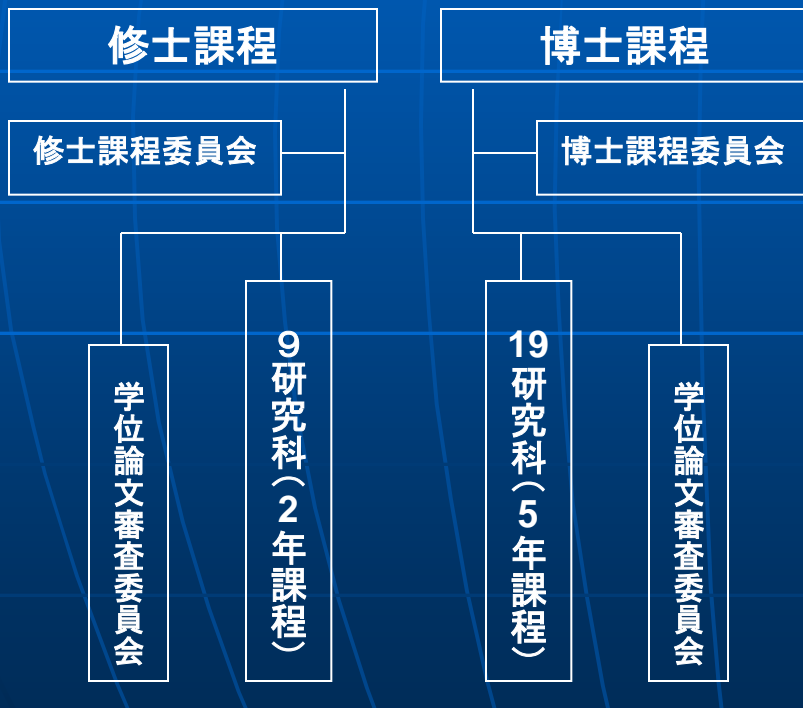 修士課程
博士課程
修士課程委員会
博士課程委員会
学位論文審査委員会
９研究科（2年課程）
19研究科（5年課程）
学位論文審査委員会